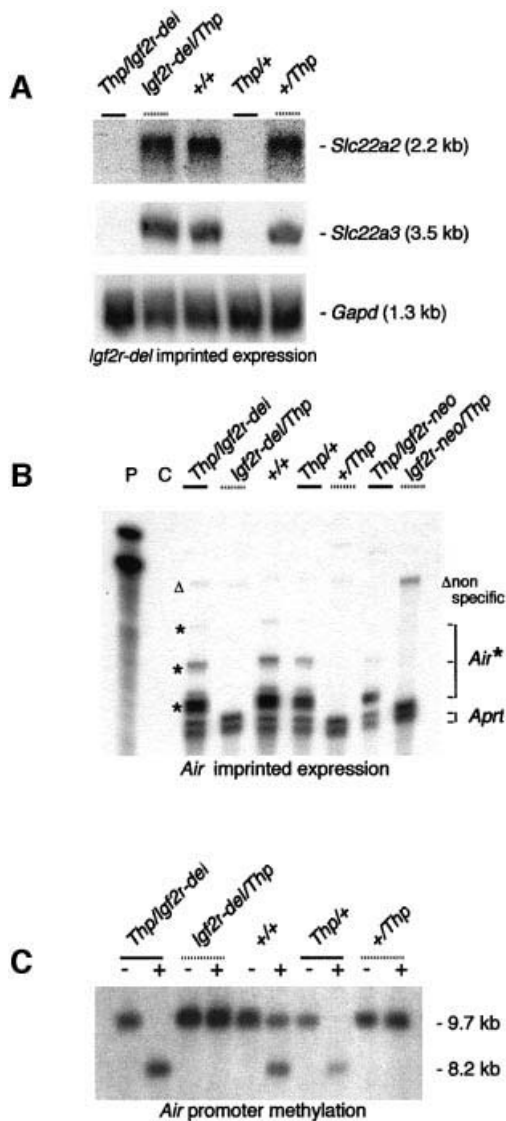 A
Thp/Igf2r-del Igf2r-del/Thp +/+ Thp/+ +/Thp
- Slc22a2 (2.2 kb)
- Slc22a3 (3.5 kb)
- Gapd (1.3 kb)
Igf2r-del imprinted expression
B
P C Thp/Igf2r-del Igf2r-del/Thp +/+ Thp/+ +/Thp Thp/Igf2r-neo Igf2r-neo/Thp
Δ
Δnon
specific
*
*
*
Air*
Aprt
Air imprinted expression
C
Thp/Igf2r-del Igf2r-del/Thp +/+ Thp/+ +/Thp
- + - + - + - + - +
- 9.7 kb
- 8.2 kb
Air promoter methylation